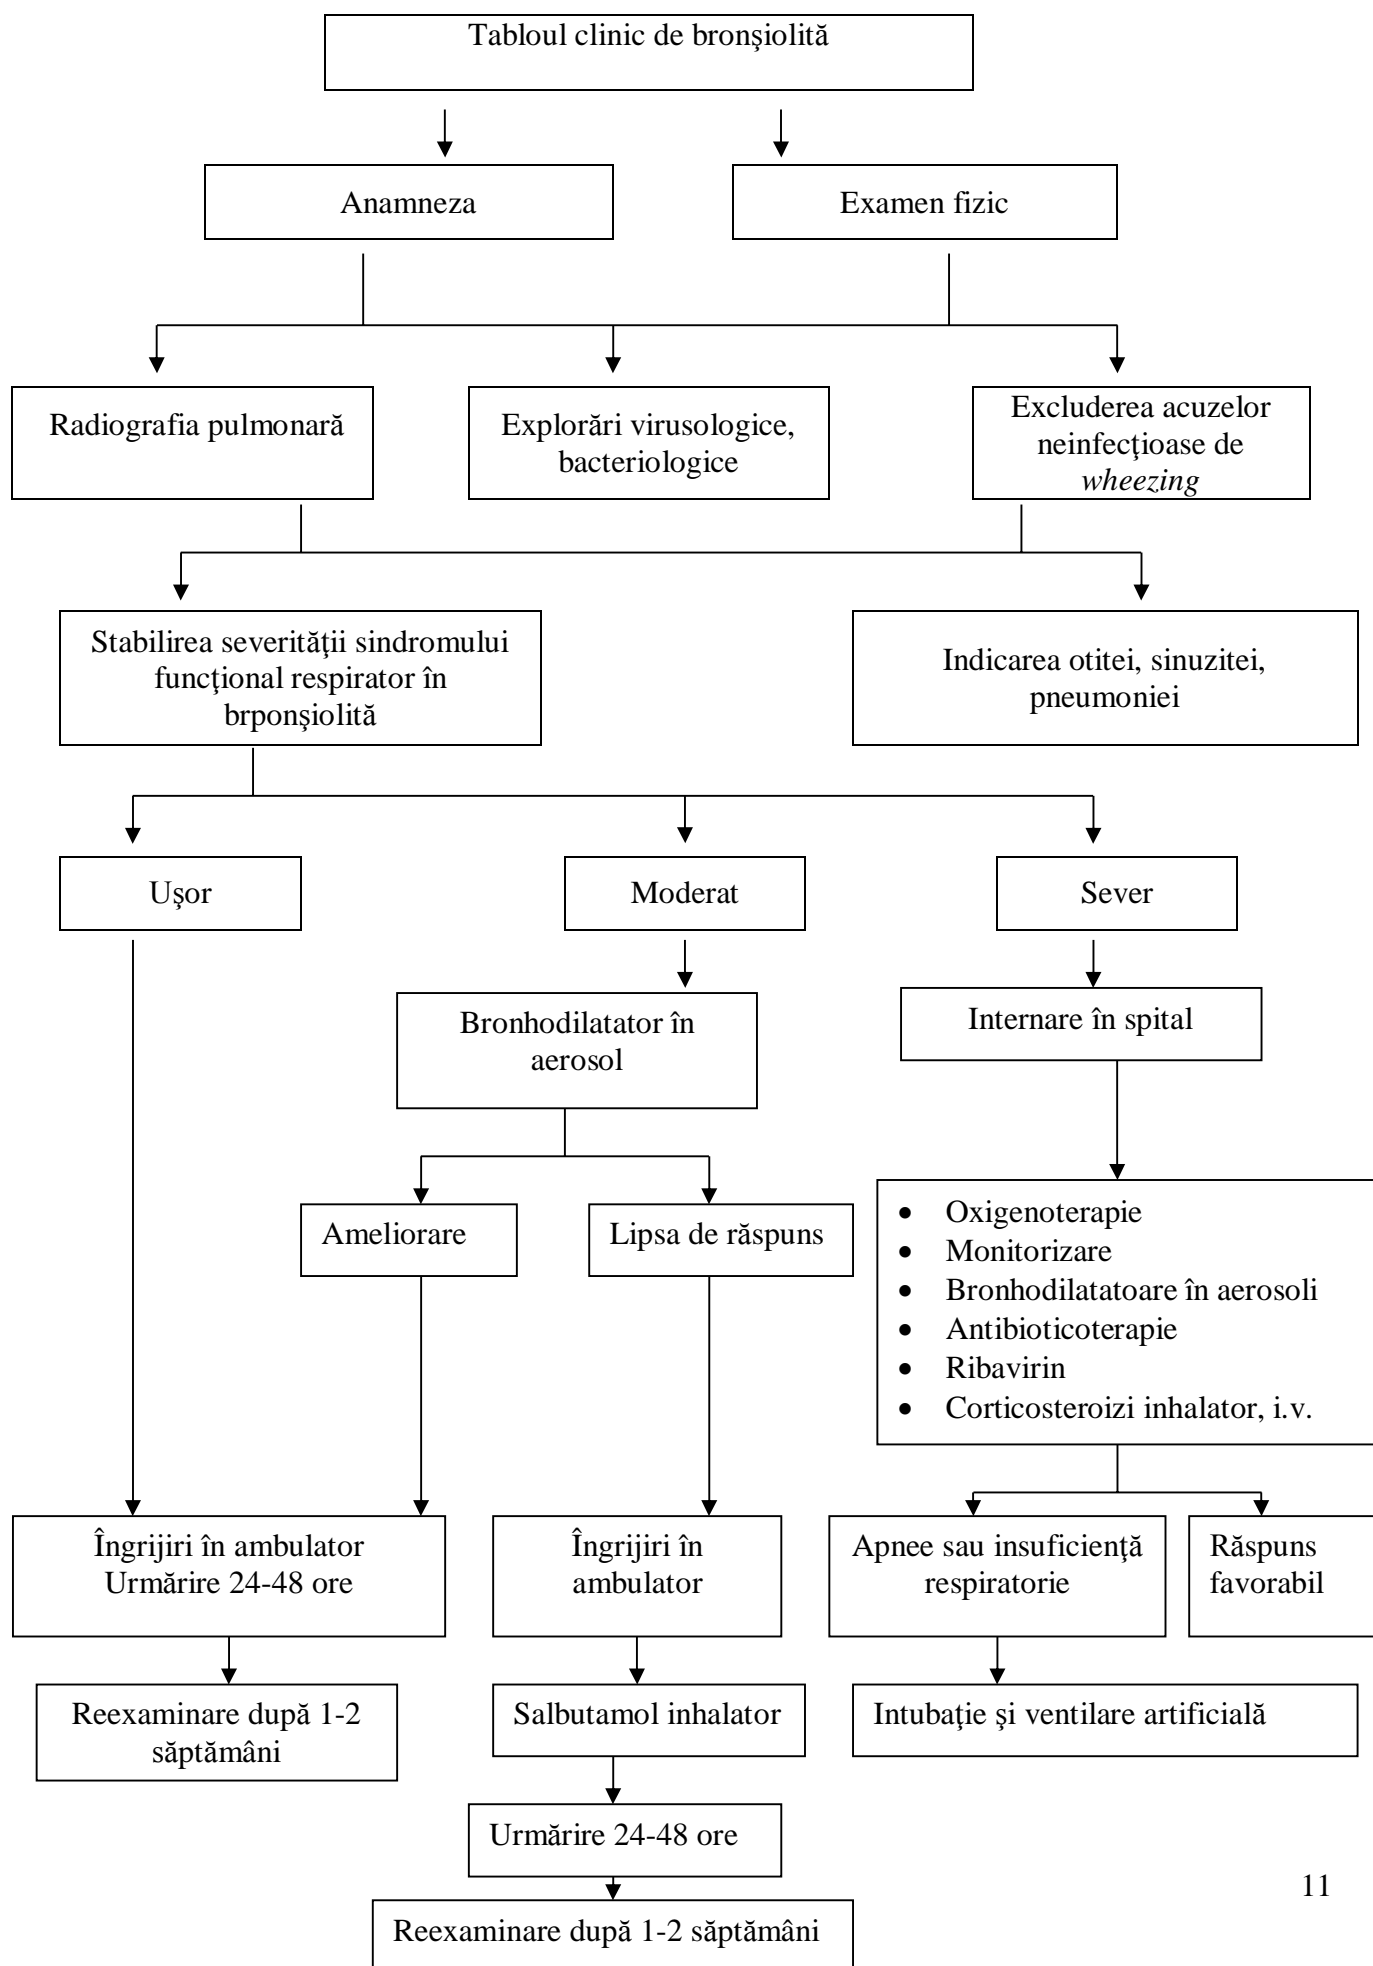 Tabloul clinic de bronşiolită
Anamneza
Examen fizic
Radiografia pulmonară
Explorări virusologice,
bacteriologice
Excluderea acuzelor
neinfecţioase de
wheezing
Stabilirea severităţii sindromului
funcţional respirator în
brponşiolită
Indicarea otitei, sinuzitei,
pneumoniei
Uşor
Moderat
Sever
Bronhodilatator în
aerosol
Internare în spital
Ameliorare
Lipsa de răspuns
• Oxigenoterapie
• Monitorizare
• Bronhodilatatoare în aerosoli
• Antibioticoterapie
• Ribavirin
• Corticosteroizi inhalator, i.v.
Îngrijiri în ambulator
Urmărire 24-48 ore
Îngrijiri în
ambulator
Apnee sau insuficienţă
respiratorie
Răspuns
favorabil
Reexaminare după 1-2
săptămâni
Salbutamol inhalator
Intubaţie şi ventilare artificială
Urmărire 24-48 ore
Reexaminare după 1-2 săptămâni
11